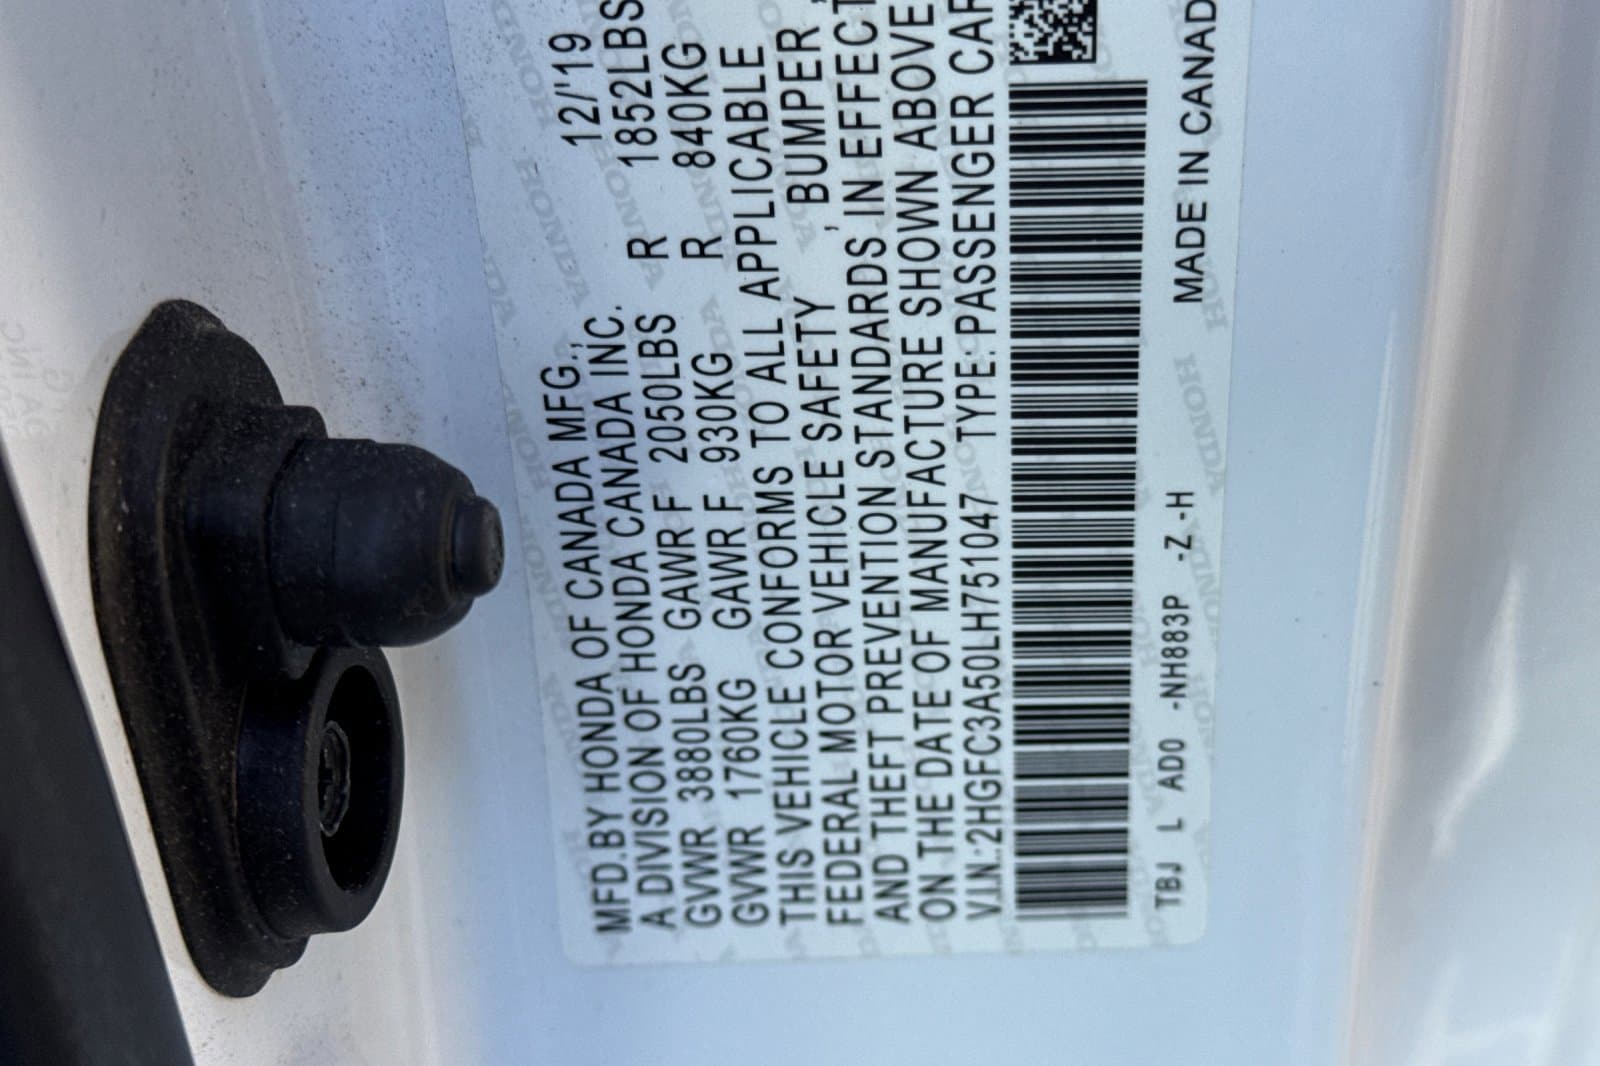 MFD.BY HONDA OF CANADA MFG., 12/'19
A DIVISION OF HONDA CANADA INC.
GVWR 3880LBS GAWR F 2050LBS R 1852LBS
GVWR 1760KG GAWR F 930KG R 840KG
THIS VEHICLE CONFORMS TO ALL APPLICABLE
FEDERAL MOTOR VEHICLE SAFETY , BUMPER ,
AND THEFT PREVENTION STANDARDS IN EFFECT
ON THE DATE OF MANUFACTURE SHOWN ABOVE
V.I.N.:2HGFC3A50LH751047 TYPE:PASSENGER CAR
TBJ L AD0 -NH883P -Z -H MADE IN CANAD